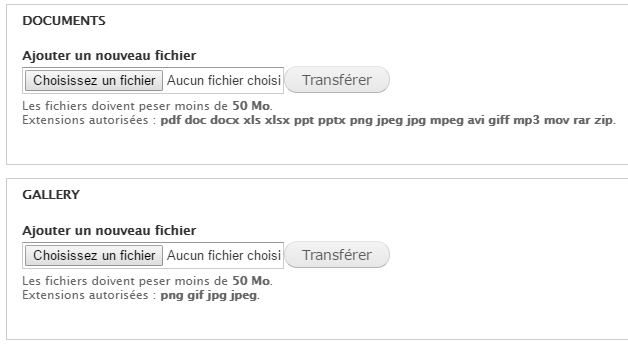 DOCUMENTS
Ajouter un nouveau fichier
Choisissez un fichier Aucun fichier choisi Transférer
Les fichiers doivent peser moins de 50 Mo.
Extensions autorisées : pdf doc docx xls xlsx ppt pptx png jpeg jpg mpeg avi giff mp3 mov rar zip.
GALLERY
Ajouter un nouveau fichier
Choisissez un fichier Aucun fichier choisi Transférer
Les fichiers doivent peser moins de 50 Mo.
Extensions autorisées : png gif jpg jpeg.